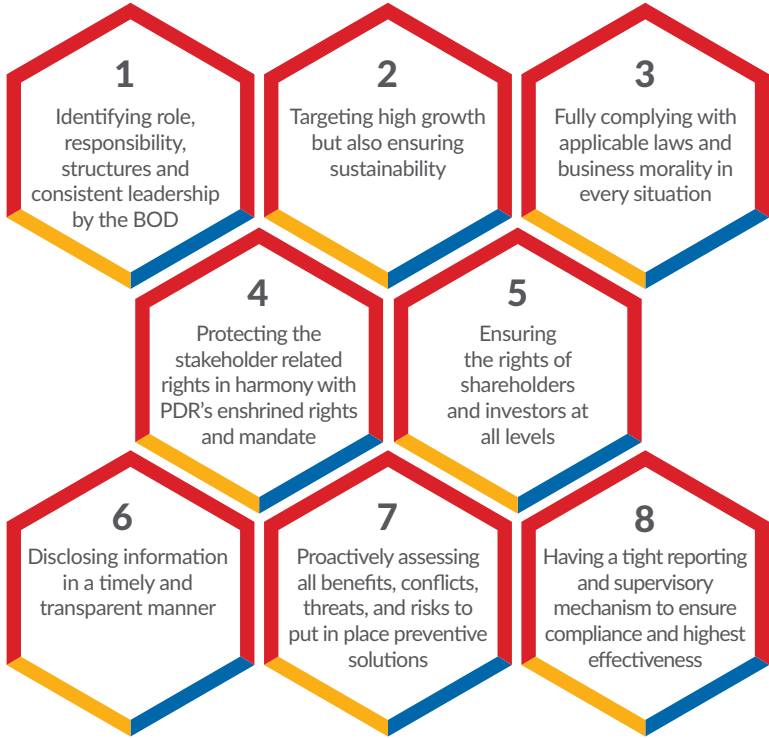 1
Identifying role,
responsibility,
structures and
consistent leadership
by the BOD
2
Targeting high growth
but also ensuring
sustainability
3
Fully complying with
applicable laws and
business morality in
every situation
4
Protecting the
stakeholder related
rights in harmony with
PDR's enshrined rights
and mandate
5
Ensuring
the rights of
shareholders
and investors at
all levels
6
Disclosing information
in a timely and
transparent manner
7
Proactively assessing
all benefits, conflicts,
threats, and risks to
put in place preventive
solutions
8
Having a tight reporting
and supervisory
mechanism to ensure
compliance and highest
effectiveness